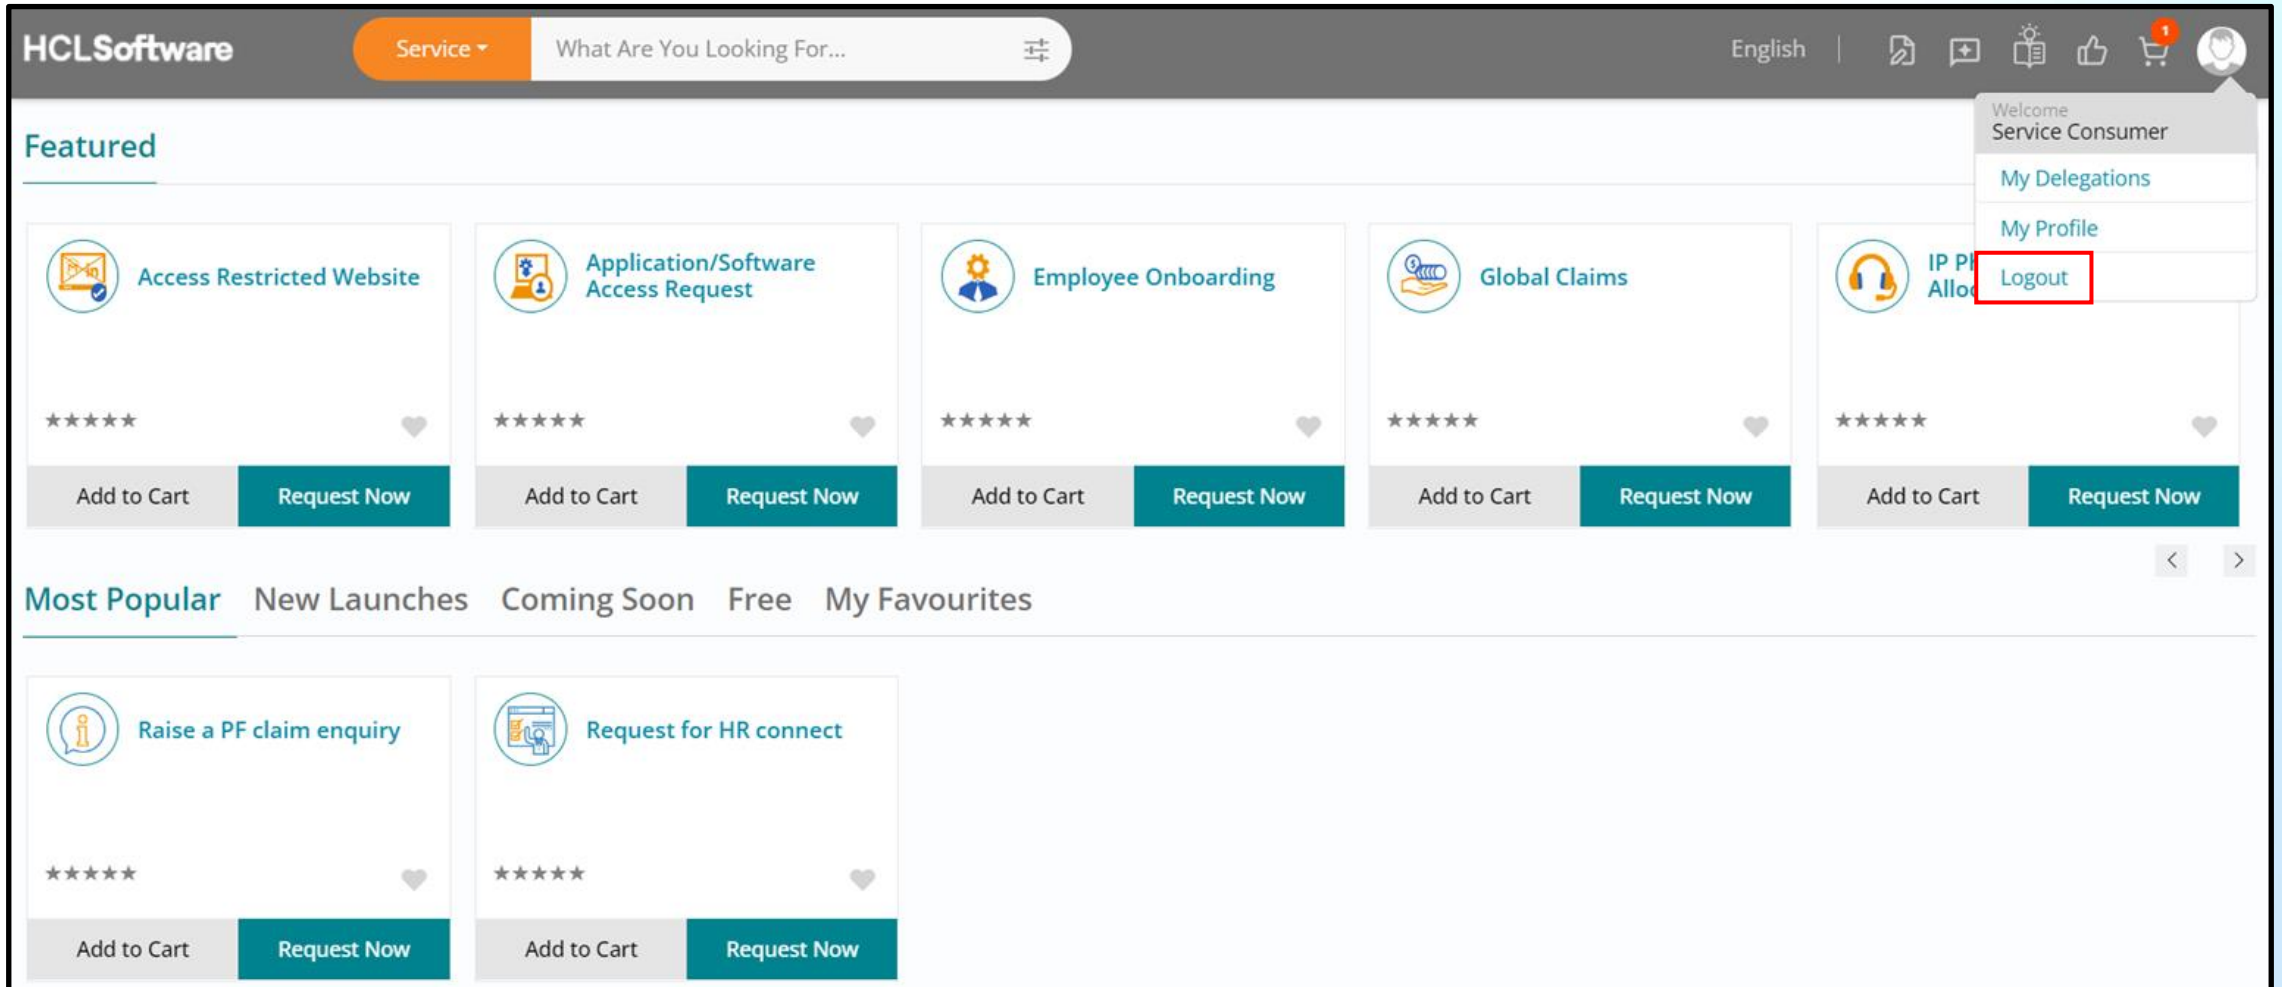 HCLSoftware
Service
What Are You Looking For...
English
1
Welcome
Service Consumer
My Delegations
My Profile
Logout
Featured
Access Restricted Website
Application/Software
Access Request
Employee Onboarding
Global Claims
IP
Add to Cart
Request Now
Add to Cart
Request Now
Add to Cart
Request Now
Add to Cart
Request Now
Add to Cart
Request Now
Most Popular
New Launches
Coming Soon
Free
My Favourites
Raise a PF claim enquiry
Request for HR connect
Add to Cart
Request Now
Add to Cart
Request Now